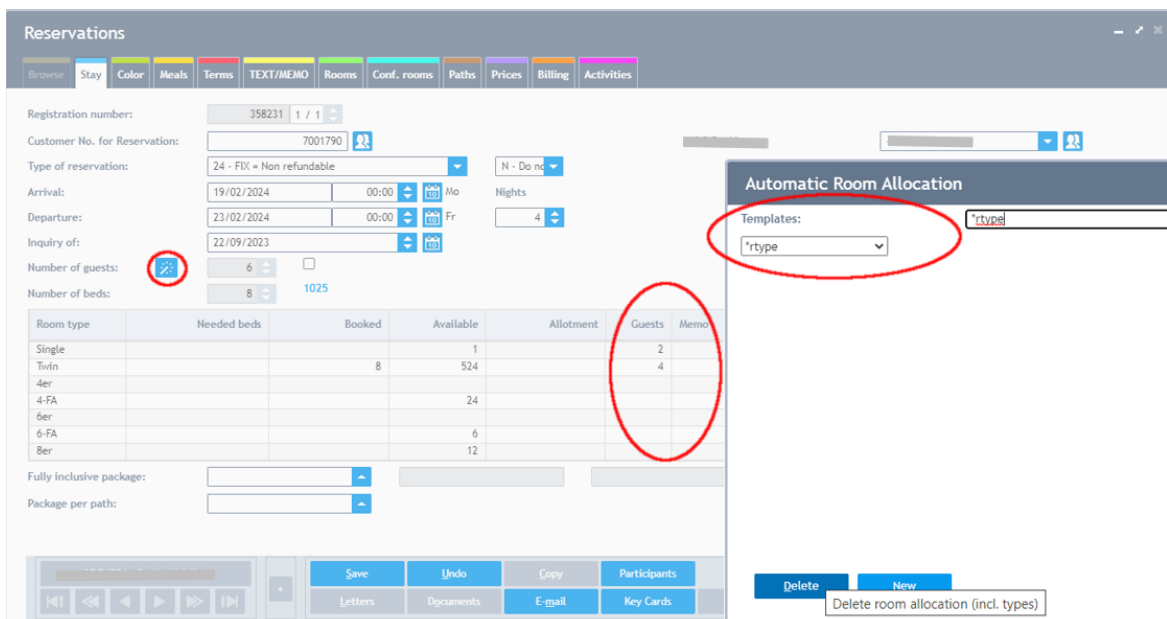 Reservations
Browse Stay Color Meals Terms TEXT/MEMO Rooms Conf. rooms Paths Prices Billing Activities
Registration number: 358231 1 / 1
Customer No. for Reservation: 7001790
Type of reservation: 24 - FIX = Non refundable N - Do no
Arrival: 19/02/2024 00:00 Mo Nights
Departure: 23/02/2024 00:00 Fr 4
Inquiry of: 22/09/2023
Number of guests: 6
Number of beds: 8 1025
Room type Needed beds Booked Available Allotment Guests Memo
Single 1 2
Twin 8 524 4
4er
4-FA 24
6er
6-FA 6
8er 12
Fully inclusive package:
Package per path:
Save Undo Copy Participants
Letters Documents E-mail Key Cards
Automatic Room Allocation
Templates: *rtype
*rtype
Delete New
Delete room allocation (incl. types)